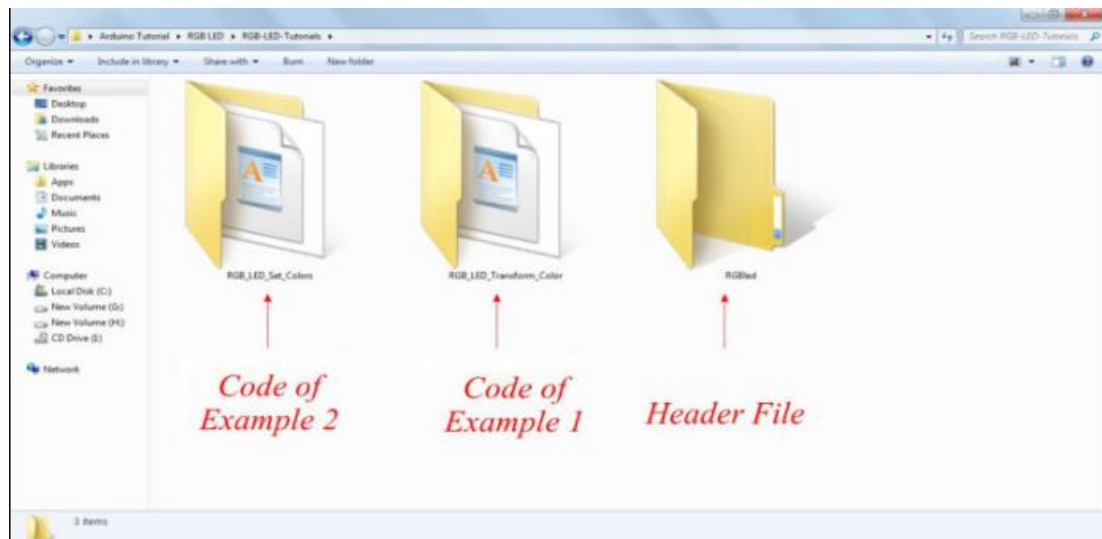 Arduino Tutorial ▸ RGB LED ▸ RGB-LED-Tutorials ▸
Search RGB-LED-Tutorials
Organize Include in library Share with Burn New folder
Favorites
Desktop
Downloads
Recent Places
Libraries
Apps
Documents
Music
Pictures
Videos
Computer
Local Disk (C:)
New Volume (G:)
New Volume (H:)
CD Drive (I:)
Network
A
RGB_LED_Set_Colors
A
RGB_LED_Transform_Color
RGBled
Code of
Example 2
Code of
Example 1
Header File
3 items